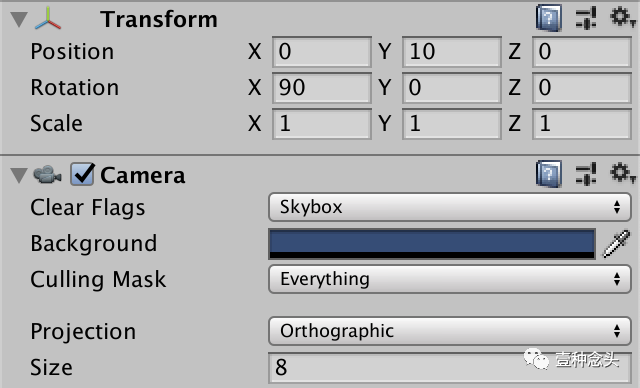 Transform
Position X 0 Y 10 Z 0
Rotation X 90 Y 0 Z 0
Scale X 1 Y 1 Z 1
Camera
Clear Flags Skybox
Background
Culling Mask Everything
Projection Orthographic
Size 8
壹种念头